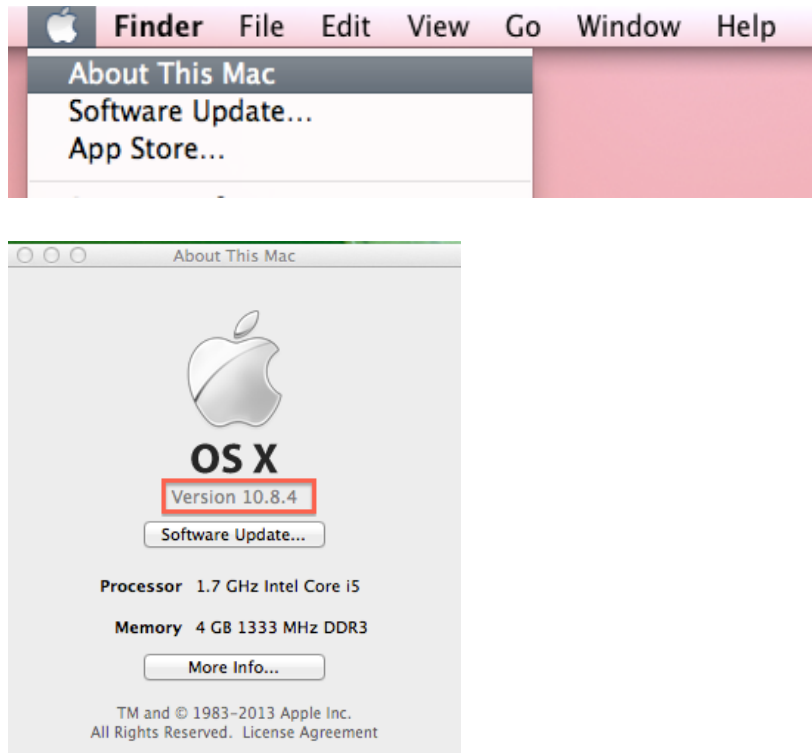 Finder File Edit View Go Window Help
About This Mac
Software Update...
App Store...
About This Mac
OS X
Version 10.8.4
Software Update...
Processor 1.7 GHz Intel Core i5
Memory 4 GB 1333 MHz DDR3
More Info...
TM and © 1983–2013 Apple Inc.
All Rights Reserved. License Agreement